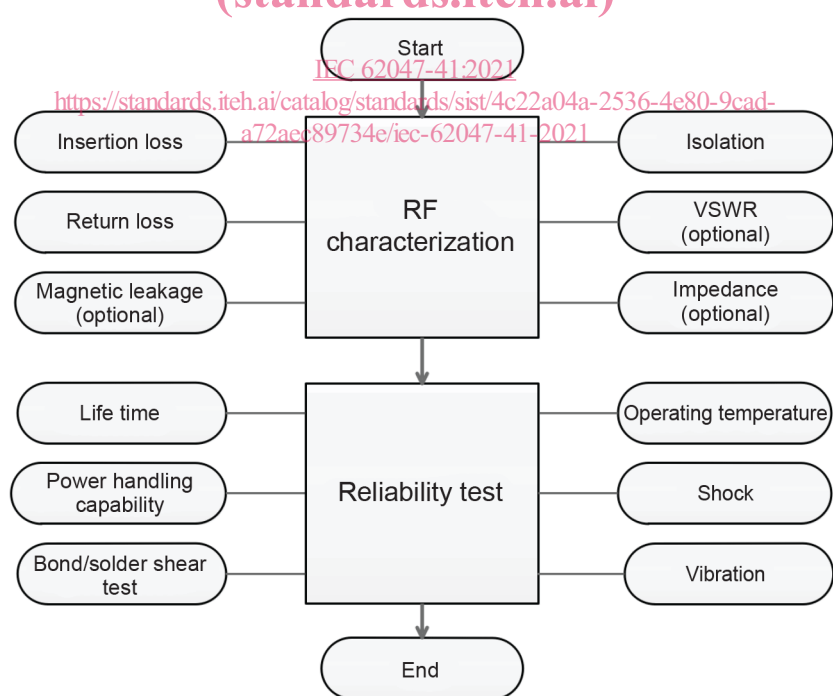 (standards.iteh.ai)
Start
IEC 62047-41:2021
https://standards.iteh.ai/catalog/standards/sist/4c22a04a-2536-4e80-9cad-
a72aec89734e/iec-62047-41-2021
Insertion loss
Isolation
RF
characterization
Return loss
VSWR
(optional)
Magnetic leakage
(optional)
Impedance
(optional)
Life time
Operating temperature
Power handling
capability
Reliability test
Shock
Bond/solder shear
test
Vibration
End